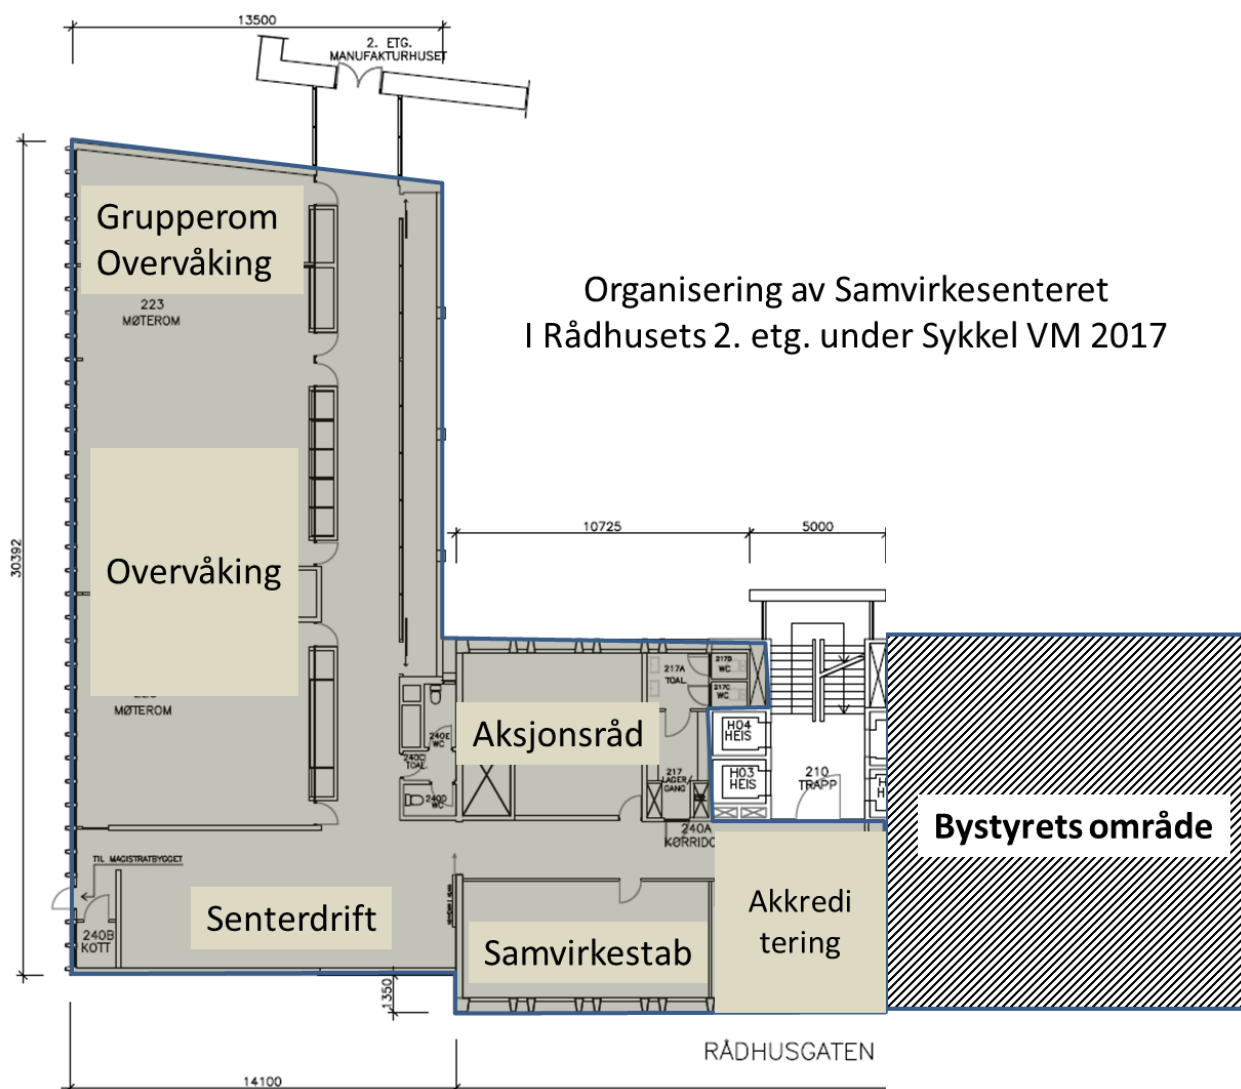 13500
2. ETG.
MANUFAKTURHUSET
Grupperom
Overvåking
223
MØTEROM
Organisering av Samvirkesenteret
I Rådhusets 2. etg. under Sykkel VM 2017
30392
Overvåking
MØTEROM
10725
5000
217A
TOAL.
217B
WC
217C
WC
Aksjonsråd
240E
WC
240C
TOAL.
240D
WC
217
LAGER/
GANG
H04
HEIS
H03
HEIS
210
TRAPP
240A
KORRIDO
Bystyrets område
TIL MAGISTRATBYGGET
240B
KOTT
Senterdrift
Samvirkestab
Akkredi
tering
1350
RÅDHUSGATEN
14100